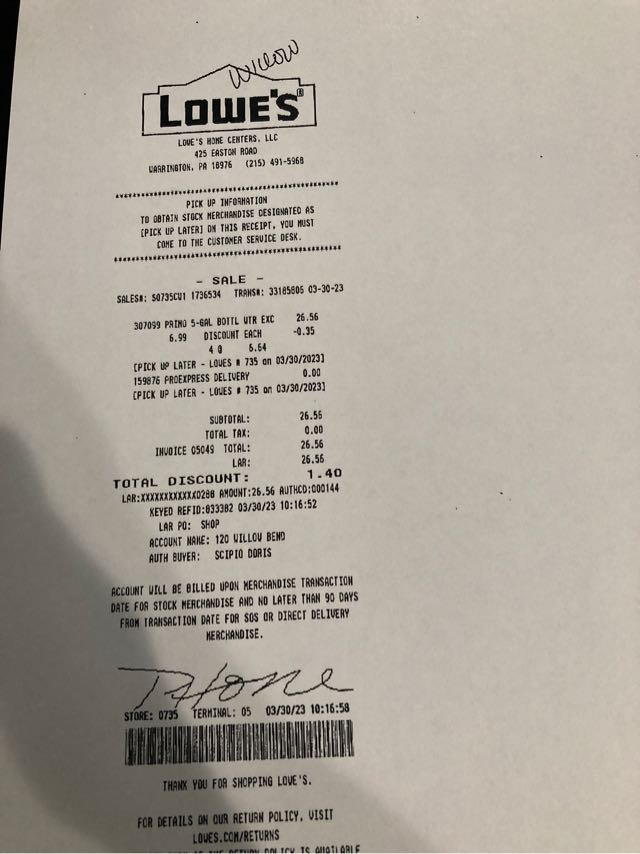 Willow
LOWE'S®
LOWE'S HOME CENTERS, LLC
425 EASTON ROAD
WARRINGTON, PA 18976 (215) 491-5968
****************************************
PICK UP INFORMATION
TO OBTAIN STOCK MERCHANDISE DESIGNATED AS
[PICK UP LATER] ON THIS RECEIPT, YOU MUST
COME TO THE CUSTOMER SERVICE DESK.
****************************************
- SALE -
SALES#: S0735CW1 1736534 TRANS#: 33185806 03-30-23
307099 PRIMO 5-GAL BOTTL WTR EXC 26.56
6.99 DISCOUNT EACH -0.35
4 @ 6.64
[PICK UP LATER - LOWES # 735 on 03/30/2023]
159876 PROEXPRESS DELIVERY 0.00
[PICK UP LATER - LOWES # 735 on 03/30/2023]
SUBTOTAL: 26.56
TOTAL TAX: 0.00
INVOICE 05049 TOTAL: 26.56
LAR: 26.56
TOTAL DISCOUNT: 1.40
LAR:XXXXXXXXXXXX0288 AMOUNT:26.56 AUTHCD:000144
KEYED REFID:833382 03/30/23 10:16:52
LAR PO: SHOP
ACCOUNT NAME: 120 WILLOW BEND
AUTH BUYER: SCIPIO DORIS
ACCOUNT WILL BE BILLED UPON MERCHANDISE TRANSACTION
DATE FOR STOCK MERCHANDISE AND NO LATER THAN 90 DAYS
FROM TRANSACTION DATE FOR SOS OR DIRECT DELIVERY
MERCHANDISE.
STORE: 0735 TERMINAL: 05 03/30/23 10:16:58
THANK YOU FOR SHOPPING LOWE'S.
FOR DETAILS ON OUR RETURN POLICY, VISIT
LOWES.COM/RETURNS
RETURN POLICY IS AVAILABLE